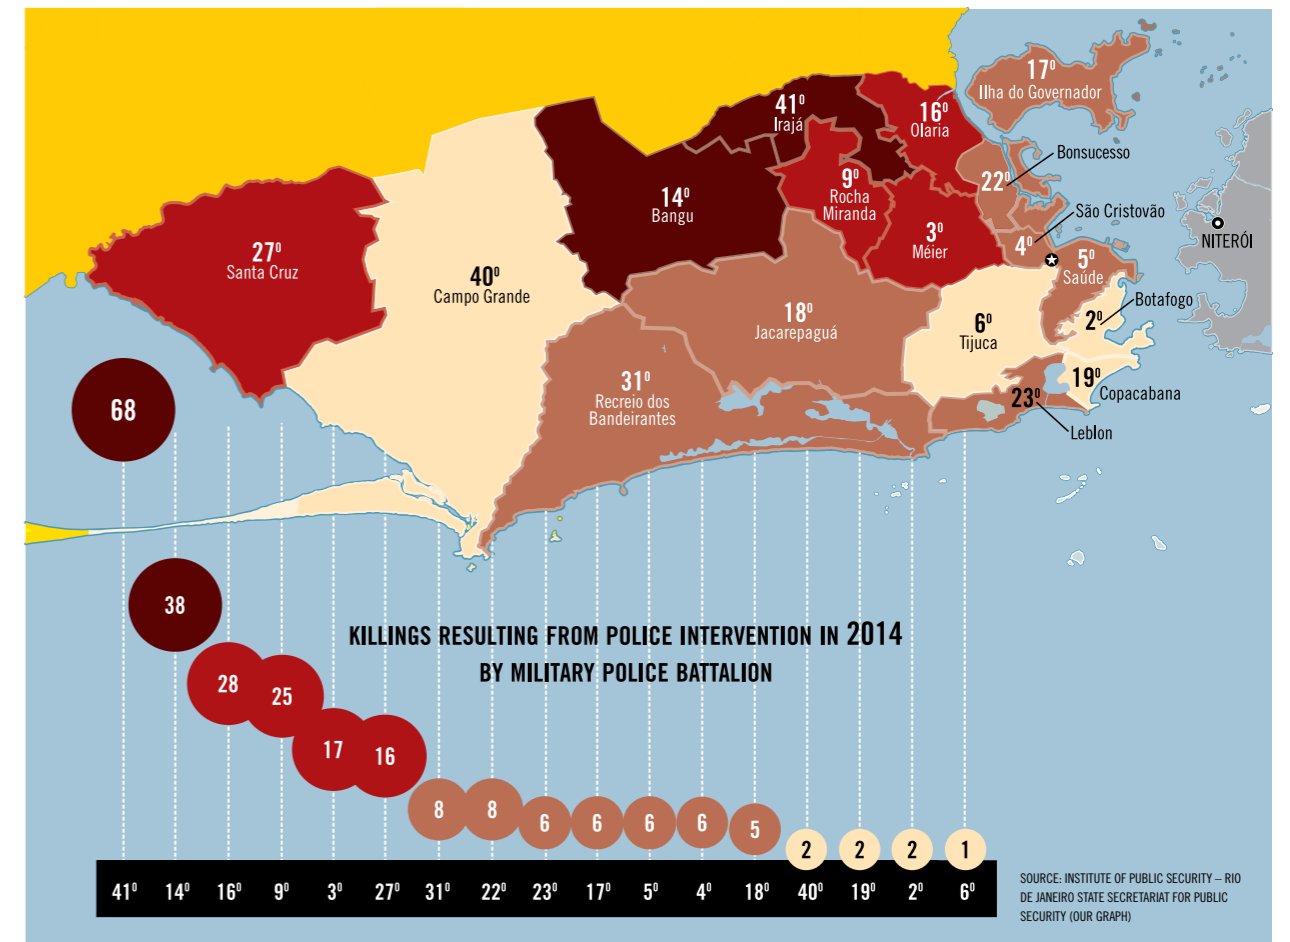 17º
Ilha do Governador
41º
Irajá
16º
Olaria
Bonsucesso
22º
9º
Rocha
Miranda
14º
Bangu
São Cristovão
3º
Méier
4º
NITERÓI
27º
Santa Cruz
5º
Saúde
40º
Campo Grande
Botafogo
2º
18º
Jacarepaguá
6º
Tijuca
31º
Recreio dos
Bandeirantes
19º
Copacabana
23º
Leblon
68
38
KILLINGS RESULTING FROM POLICE INTERVENTION IN 2014
BY MILITARY POLICE BATTALION
28
25
17
16
8
8
6
6
6
6
5
2
2
2
1
41º 14º 16º 9º 3º 27º 31º 22º 23º 17º 5º 4º 18º 40º 19º 2º 6º
SOURCE: INSTITUTE OF PUBLIC SECURITY – RIO
DE JANEIRO STATE SECRETARIAT FOR PUBLIC
SECURITY (OUR GRAPH)